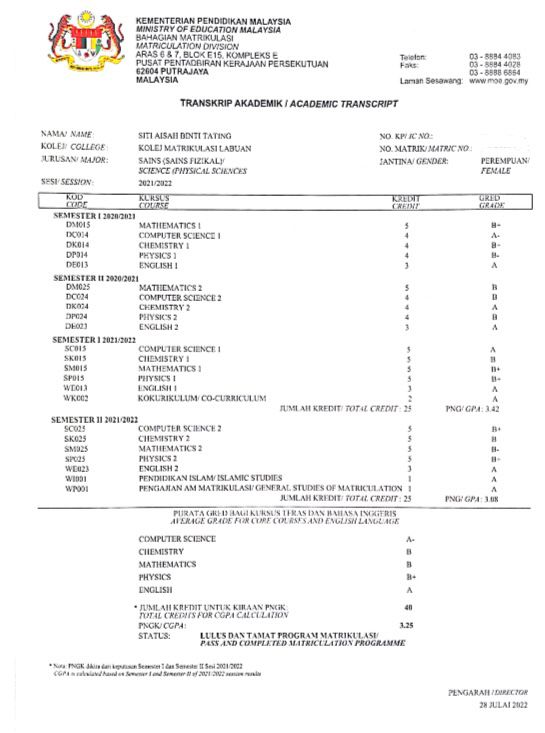 KEMENTERIAN PENDIDIKAN MALAYSIA
MINISTRY OF EDUCATION MALAYSIA
BAHAGIAN MATRIKULASI
MATRICULATION DIVISION
ARAS 6 & 7, BLOK E15, KOMPLEKS E
PUSAT PENTADBIRAN KERAJAAN PERSEKUTUAN
62604 PUTRAJAYA
MALAYSIA
Telefon: 03 - 8884 4083
Faks: 03 - 8884 4028
03 - 8888 6864
Laman Sesawang: www.moe.gov.my
TRANSKRIP AKADEMIK / ACADEMIC TRANSCRIPT
NAMA/ NAME: SITI AISAH BINTI TATING NO. KP/ IC NO.:
KOLEJ/ COLLEGE: KOLEJ MATRIKULASI LABUAN NO. MATRIK/ MATRIC NO.:
JURUSAN/ MAJOR: SAINS (SAINS FIZIKAL)/ JANTINA/ GENDER: PEREMPUAN/
SCIENCE (PHYSICAL SCIENCES FEMALE
SESI/ SESSION: 2021/2022
KOD KURSUS KREDIT GRED
CODE COURSE CREDIT GRADE
SEMESTER I 2020/2021
DM015 MATHEMATICS 1 5 B+
DC014 COMPUTER SCIENCE 1 4 A-
DK014 CHEMISTRY 1 4
DP014 PHYSICS 1 4 B-
DE013 ENGLISH 1 3 A
SEMESTER II 2020/2021
DM025 MATHEMATICS 2 5 B
DC024 COMPUTER SCIENCE 2 4 B
DK024 CHEMISTRY 2 4 A
DP024 PHYSICS 2 4 B
DE023 ENGLISH 2 3 A
SEMESTER I 2021/2022
SC015 COMPUTER SCIENCE 1 5 A
SK015 CHEMISTRY 1 5 B
SM015 MATHEMATICS 1 5 B+
SP015 PHYSICS 1 5
WE013 ENGLISH 1 3 A
WK002 KOKURIKULUM/ CO-CURRICULUM 2 A
JUMLAH KREDIT/ TOTAL CREDIT : 25 PNG/ GPA: 3.42
SEMESTER II 2021/2022
SC025 COMPUTER SCIENCE 2 5 B+
SK025 CHEMISTRY 2 5 B
SM025 MATHEMATICS 2 5 B-
SP025 PHYSICS 2 5
WE023 ENGLISH 2 3 A
WI001 PENDIDIKAN ISLAM/ ISLAMIC STUDIES 1 A
WP001 PENGAJIAN AM MATRIKULASI/ GENERAL STUDIES OF MATRICULATION 1 A
JUMLAH KREDIT/ TOTAL CREDIT : 25 PNG/ GPA: 3.08
PURATA GRED BAGI KURSUS TERAS DAN BAHASA INGGERIS
AVERAGE GRADE FOR CORE COURSES AND ENGLISH LANGUAGE
COMPUTER SCIENCE A-
CHEMISTRY B
MATHEMATICS B
PHYSICS B+
ENGLISH A
* JUMLAH KREDIT UNTUK KIRAAN PNGK 40
TOTAL CREDITS FOR CGPA CALCULATION
PNGK/ CGPA: 3.25
STATUS: LULUS DAN TAMAT PROGRAM MATRIKULASI/
PASS AND COMPLETED MATRICULATION PROGRAMME
* Nota: PNGK dikira dari keputusan Semester I dan Semester II Sesi 2021/2022
CGPA is calculated based on Semester I and Semester II of 2021/2022 session results
PENGARAH / DIRECTOR
28 JULAI 2022